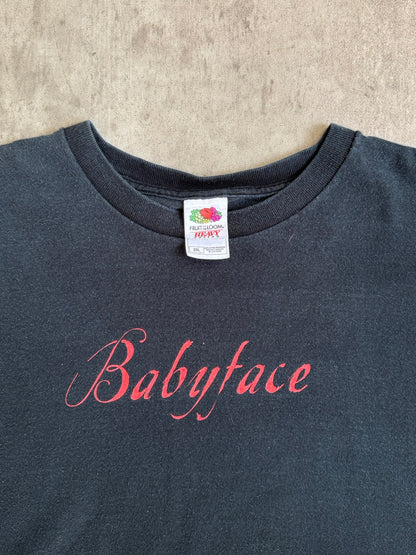 FRUIT OF THE LOOM
HEAVY
Babyface